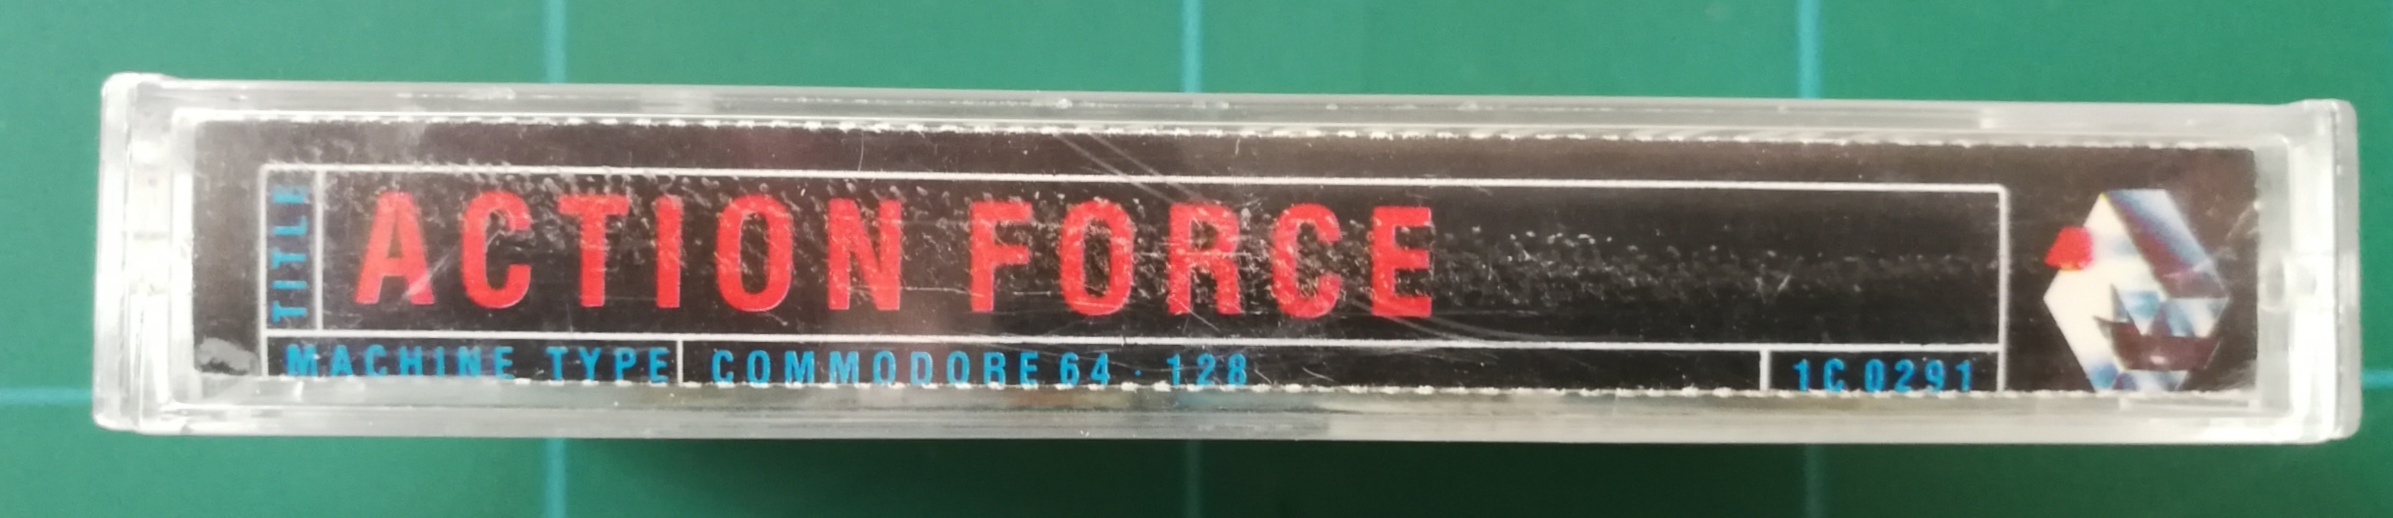 TITLE
ACTION FORCE
MACHINE TYPE COMMODORE 64 · 128 1C 0291